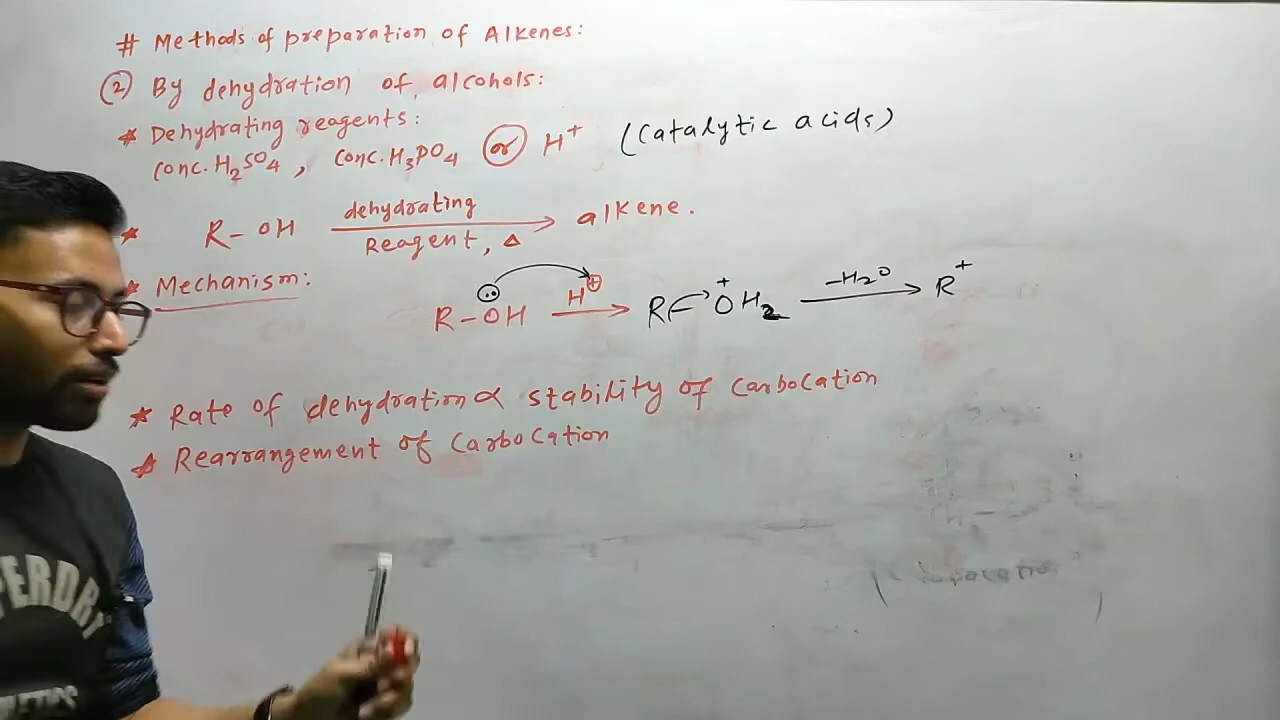 # Methods of preparation of Alkenes:
② By dehydration of alcohols:
* Dehydrating reagents:
Conc. H₂SO₄, Conc. H₃PO₄ or H⁺ (Catalytic acids)
* R-OH dehydrating Reagent, Δ → alkene.
* Mechanism:
R-ÖH H⊕ → R-O⁺H₂ -H₂O → R⁺
* Rate of dehydration ∝ stability of Carbocation
* Rearrangement of Carbocation